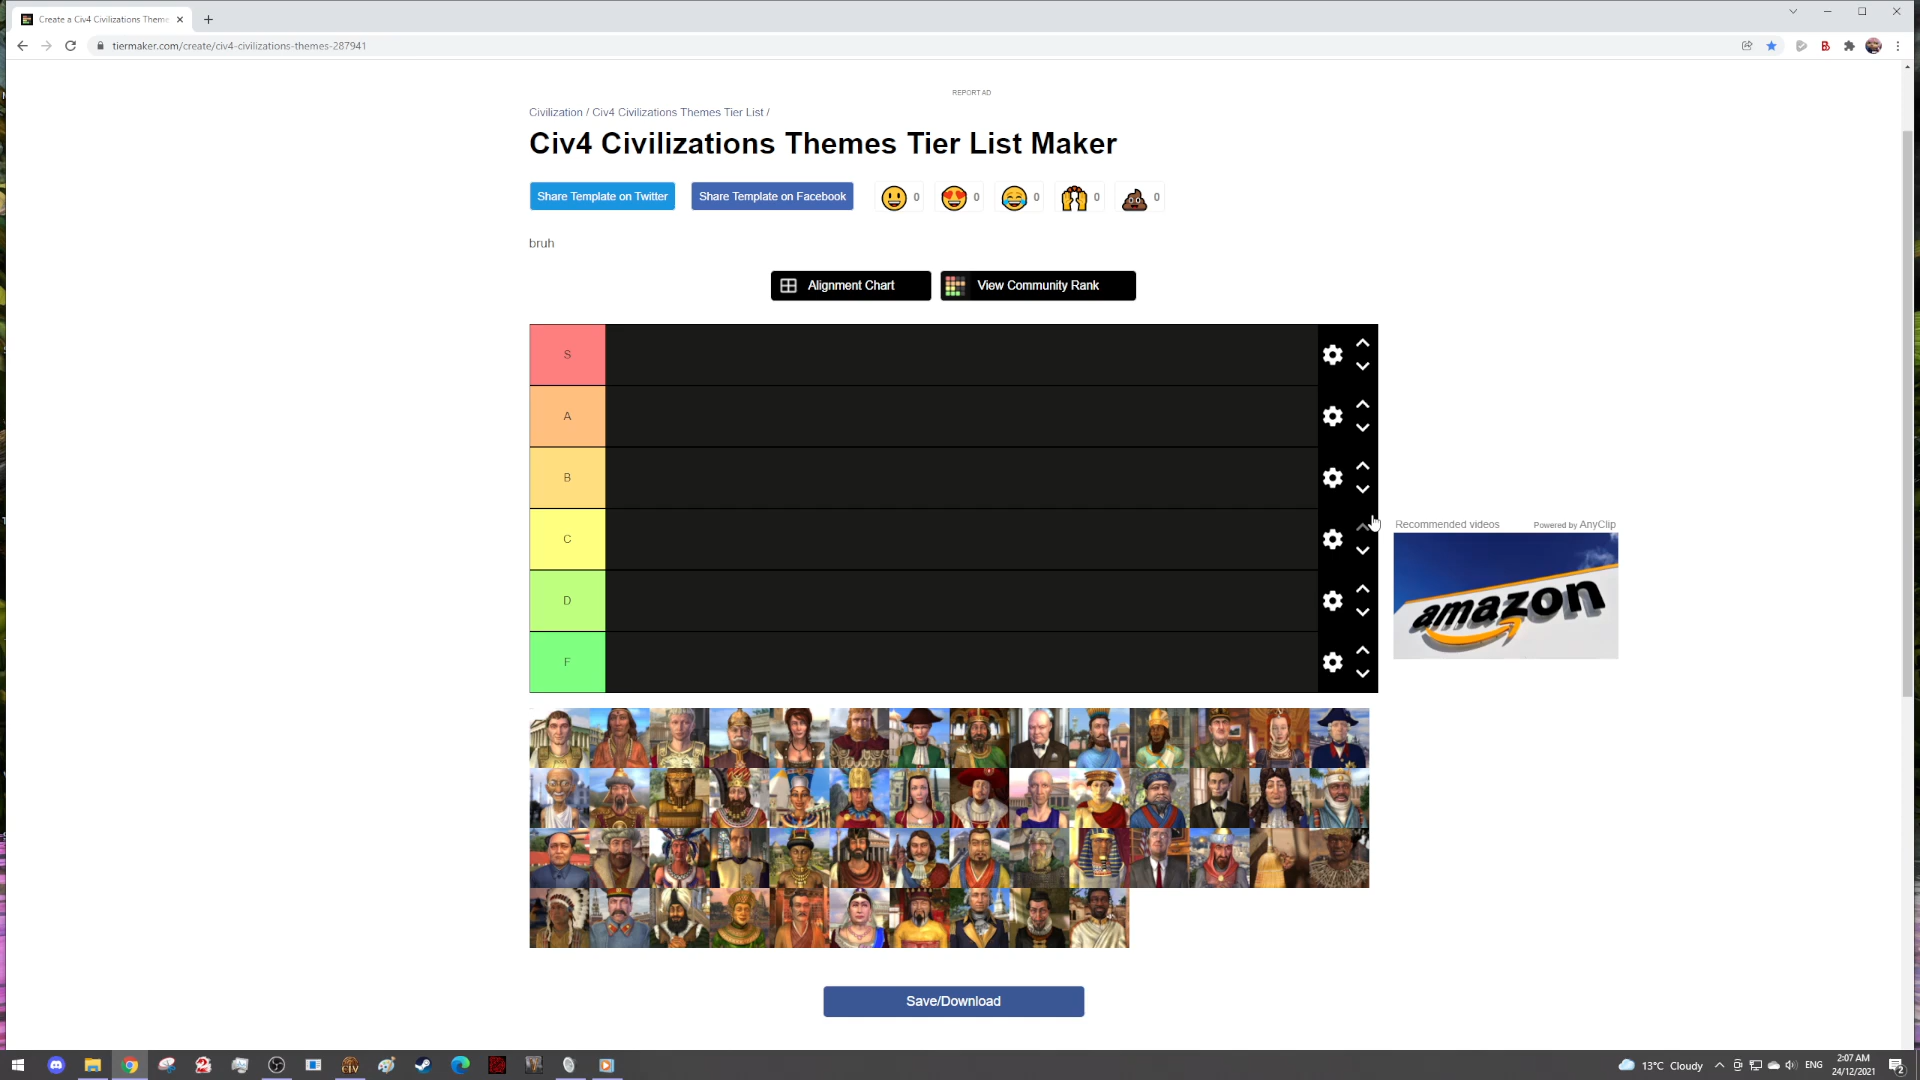 Create a Civ4 Civilizations Theme
tiermaker.com/create/civ4-civilizations-themes-287941
REPORT AD
Civilization / Civ4 Civilizations Themes Tier List /
Civ4 Civilizations Themes Tier List Maker
Share Template on Twitter
Share Template on Facebook
0
0
0
0
0
bruh
Alignment Chart
View Community Rank
S
A
B
C
D
F
Recommended videos
Powered by AnyClip
amazon
Save/Download
13°C Cloudy
ENG
2:07 AM
24/12/2021
2